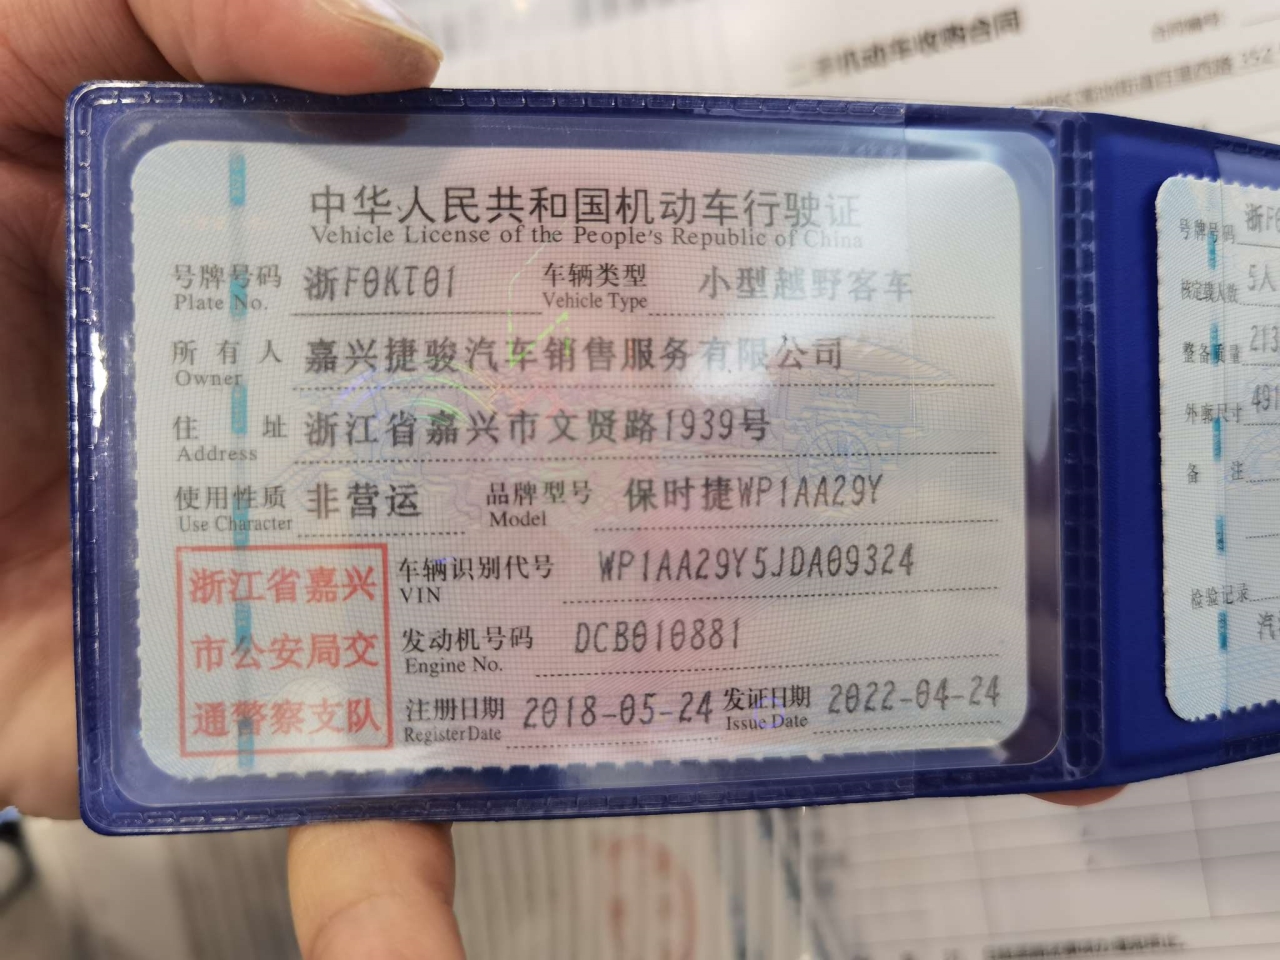 二手机动车收购合同
合同编号:
中华人民共和国机动车行驶证
Vehicle License of the People's Republic of China
号牌号码 浙F0KT01 车辆类型 小型越野客车
Plate No. Vehicle Type
所有人 嘉兴捷骏汽车销售服务有限公司
Owner
住址 浙江省嘉兴市文贤路1939号
Address
使用性质 非营运 品牌型号 保时捷WP1AA29Y
Use Character Model
浙江省嘉兴
市公安局交
通警察支队
车辆识别代号 WP1AA29Y5JDA09324
VIN
发动机号码 DCB010881
Engine No.
注册日期 2018-05-24 发证日期 2022-04-24
Register Date Issue Date
号牌号码 浙F
核定载人数 5人
整备质量 213
外廓尺寸 491
备注
检验记录